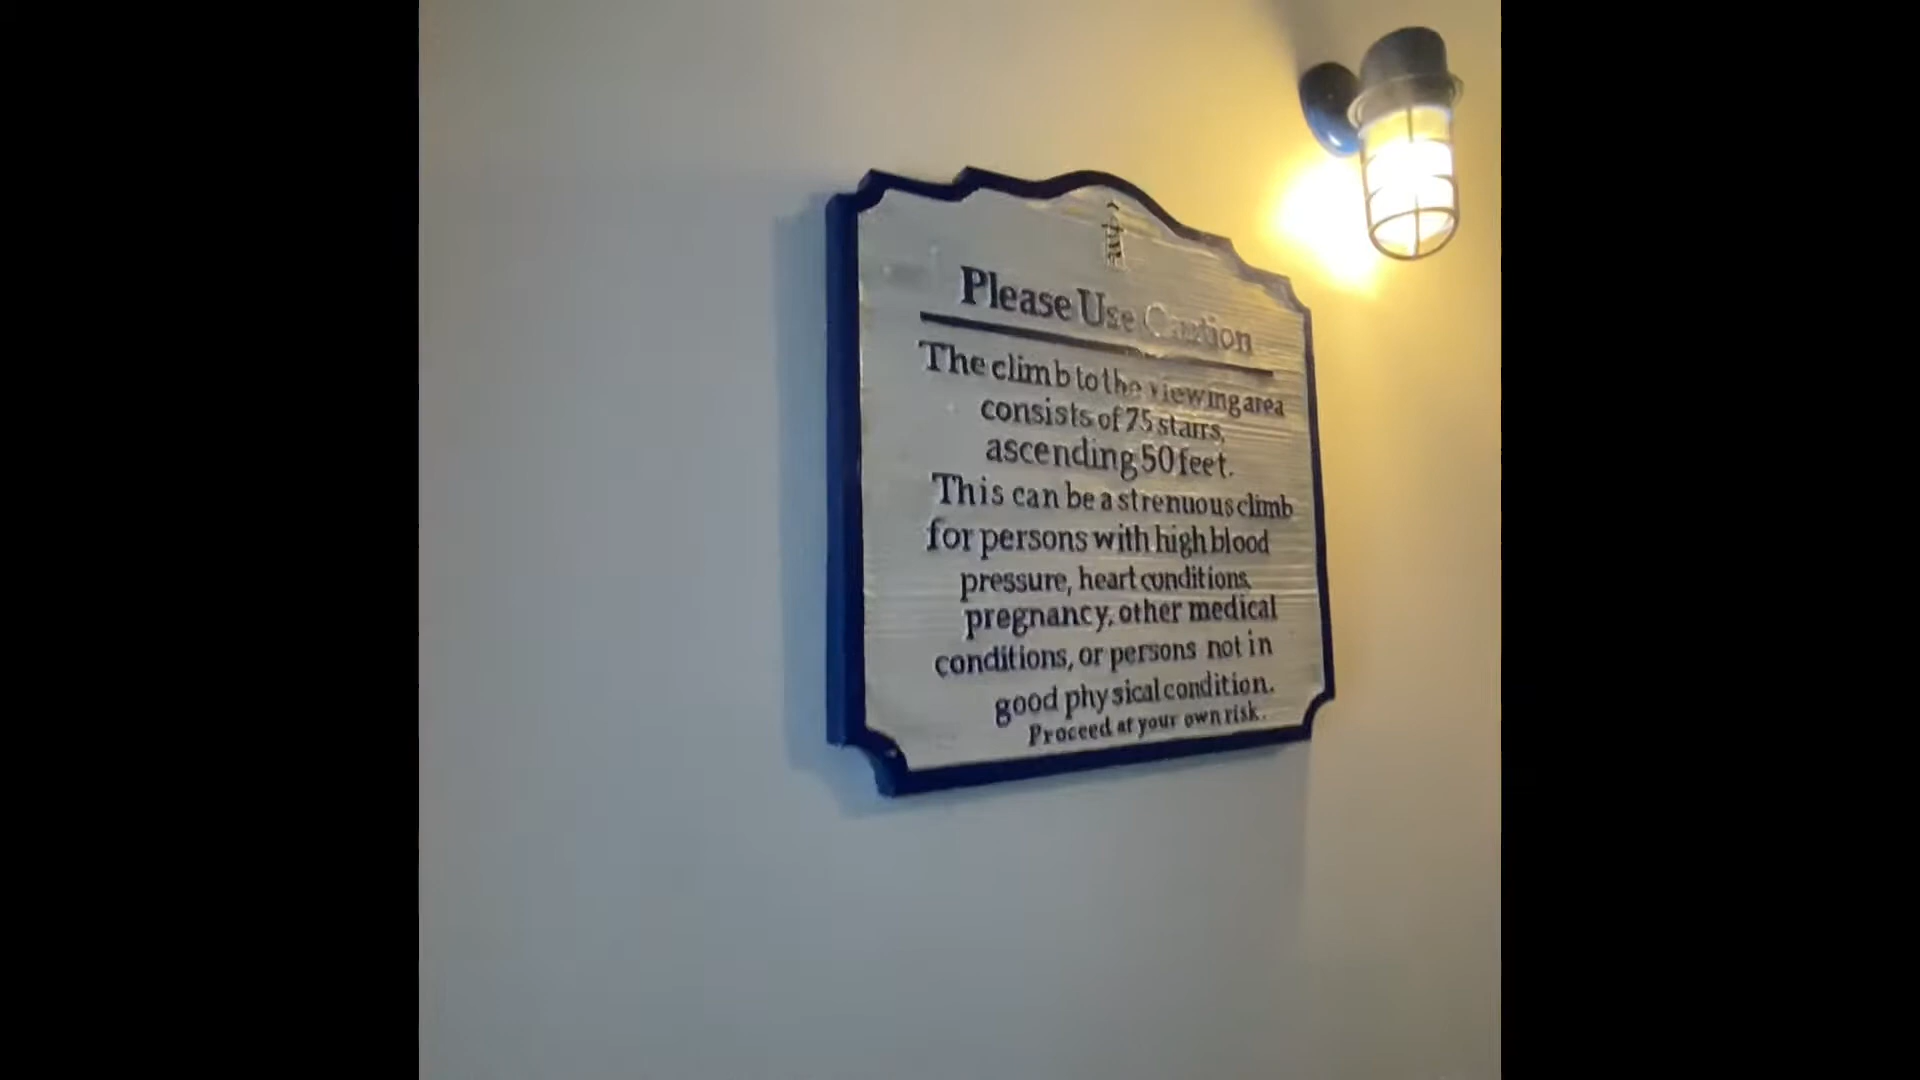 Please Use Caution
The climb to the viewing area
consists of 75 stairs,
ascending 50 feet.
This can be a strenuous climb
for persons with high blood
pressure, heart conditions,
pregnancy, other medical
conditions, or persons not in
good physical condition.
Proceed at your own risk.